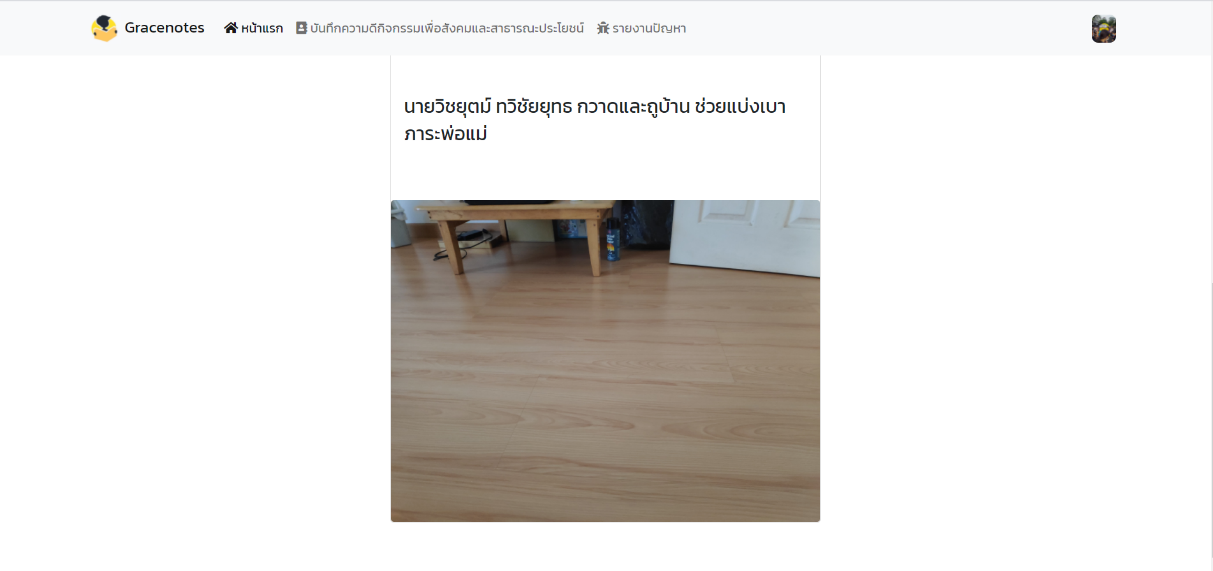 Gracenotes หน้าแรก บันทึกความดีกิจกรรมเพื่อสังคมและสาธารณะประโยชน์ รายงานปัญหา
นายวิชยุตม์ ทวิชัยยุทธ กวาดและถูบ้าน ช่วยแบ่งเบา
ภาระพ่อแม่